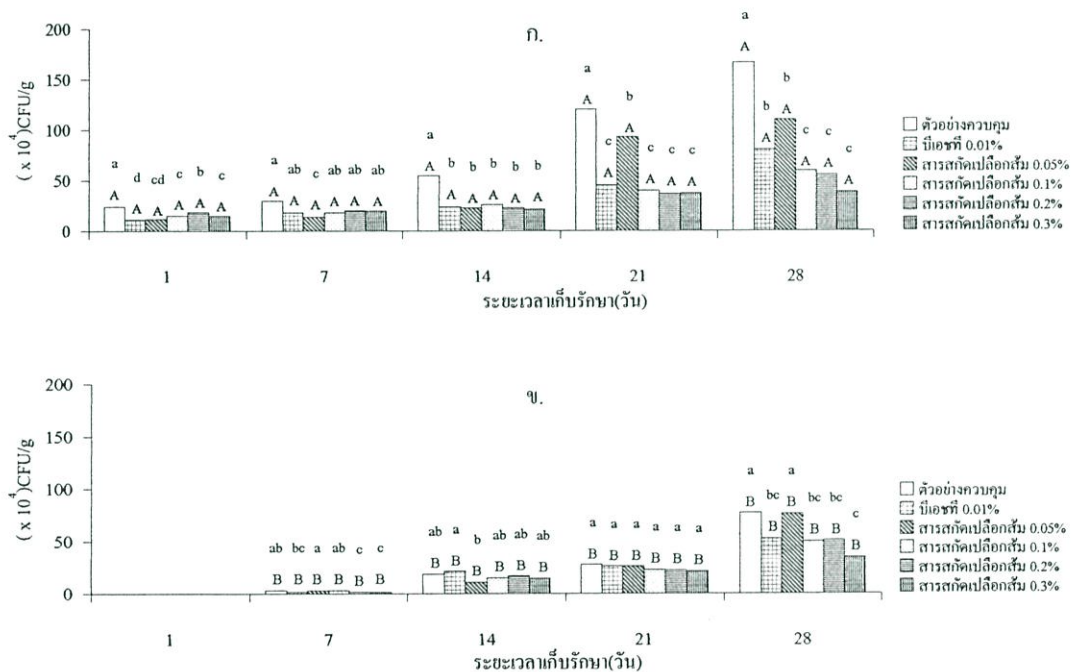 ก.
( x 10⁴)CFU/g
200
150
100
50
0
a d cd c b c
A A A A A A
a ab c ab ab ab
A A A A A A
a b b b b b
A A A A A A
a c b c c c
A A A A A A
a b b c c c
A A A A A A
1 7 14 21 28
ระยะเวลาเก็บรักษา(วัน)
ตัวอย่างควบคุม
บีเอชที 0.01%
สารสกัดเปลือกส้ม 0.05%
สารสกัดเปลือกส้ม 0.1%
สารสกัดเปลือกส้ม 0.2%
สารสกัดเปลือกส้ม 0.3%
ข.
( x 10⁴)CFU/g
200
150
100
50
0
ab bc a ab c c
B B B B B B
ab a b ab ab ab
B B B B B B
a a a a a a
B B B B B B
a bc a bc bc c
B B B B B B
1 7 14 21 28
ระยะเวลาเก็บรักษา(วัน)
ตัวอย่างควบคุม
บีเอชที 0.01%
สารสกัดเปลือกส้ม 0.05%
สารสกัดเปลือกส้ม 0.1%
สารสกัดเปลือกส้ม 0.2%
สารสกัดเปลือกส้ม 0.3%